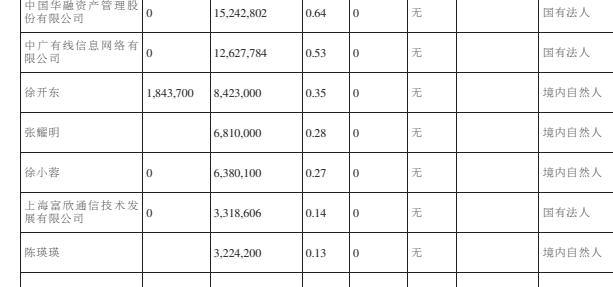 中国华融资产管理股份有限公司 0 15,242,802 0.64 0 无 国有法人
中广有线信息网络有限公司 0 12,627,784 0.53 0 无 国有法人
徐开东 1,843,700 8,423,000 0.35 0 无 境内自然人
张耀明 6,810,000 0.28 0 无 境内自然人
徐小蓉 0 6,380,100 0.27 0 无 境内自然人
上海富欣通信技术发展有限公司 0 3,318,606 0.14 0 无 国有法人
陈瑛瑛 3,224,200 0.13 0 无 境内自然人